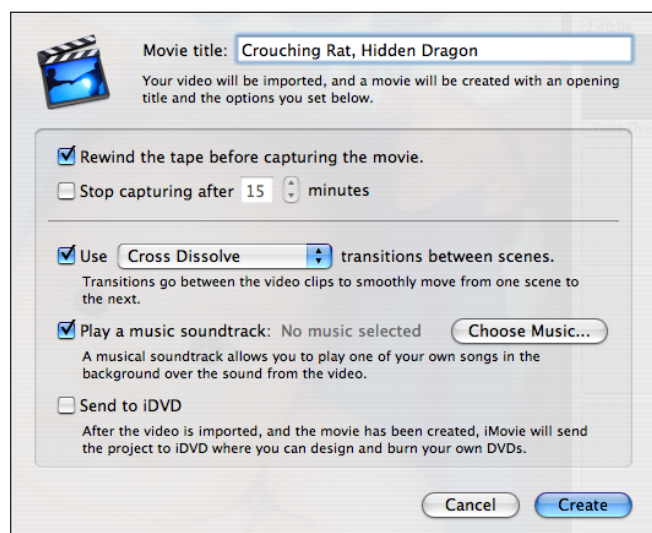 Movie title: Crouching Rat, Hidden Dragon
Your video will be imported, and a movie will be created with an opening
title and the options you set below.
Rewind the tape before capturing the movie.
Stop capturing after 15 minutes
Use Cross Dissolve transitions between scenes.
Transitions go between the video clips to smoothly move from one scene to
the next.
Play a music soundtrack: No music selected Choose Music...
A musical soundtrack allows you to play one of your own songs in the
background over the sound from the video.
Send to iDVD
After the video is imported, and the movie has been created, iMovie will send
the project to iDVD where you can design and burn your own DVDs.
Cancel Create